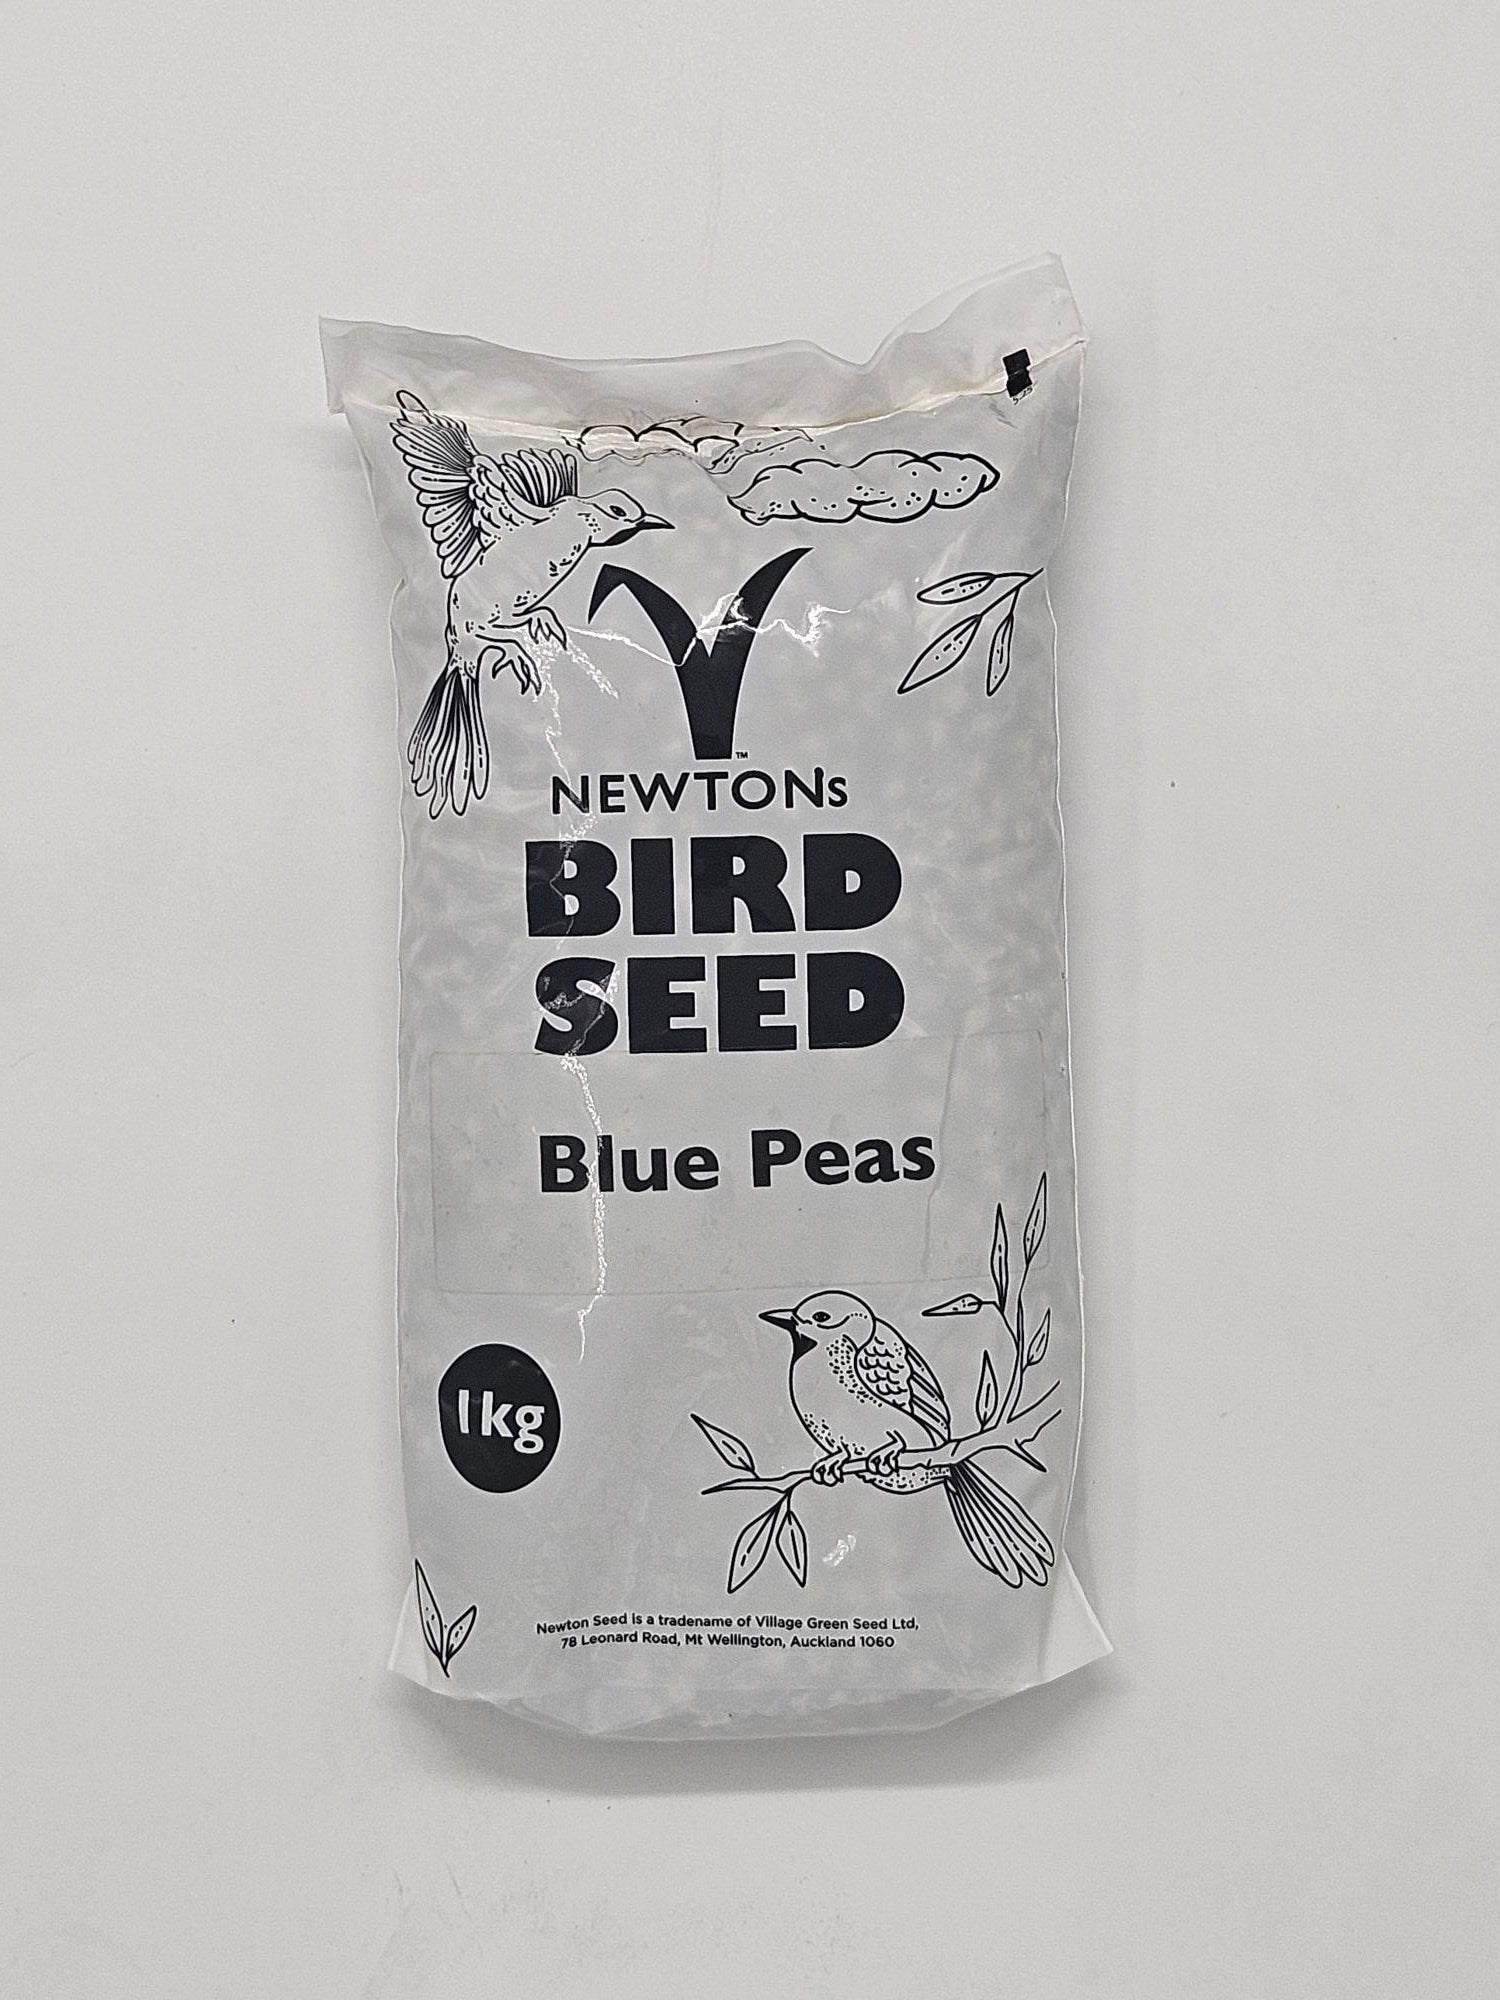 TM
NEWTONs
BIRD
SEED
Blue Peas
1kg
Newton Seed is a tradename of Village Green Seed Ltd,
78 Leonard Road, Mt Wellington, Auckland 1060